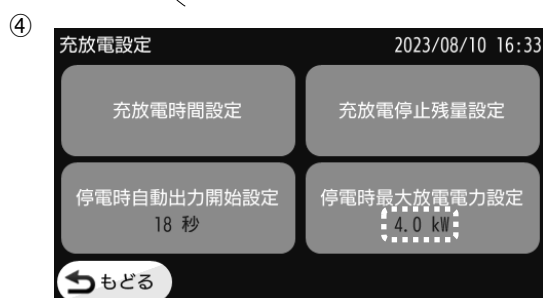 ④
充放電設定 2023/08/10 16:33
充放電時間設定 充放電停止残量設定
停電時自動出力開始設定 停電時最大放電電力設定
18 秒 4.0 kW
もどる